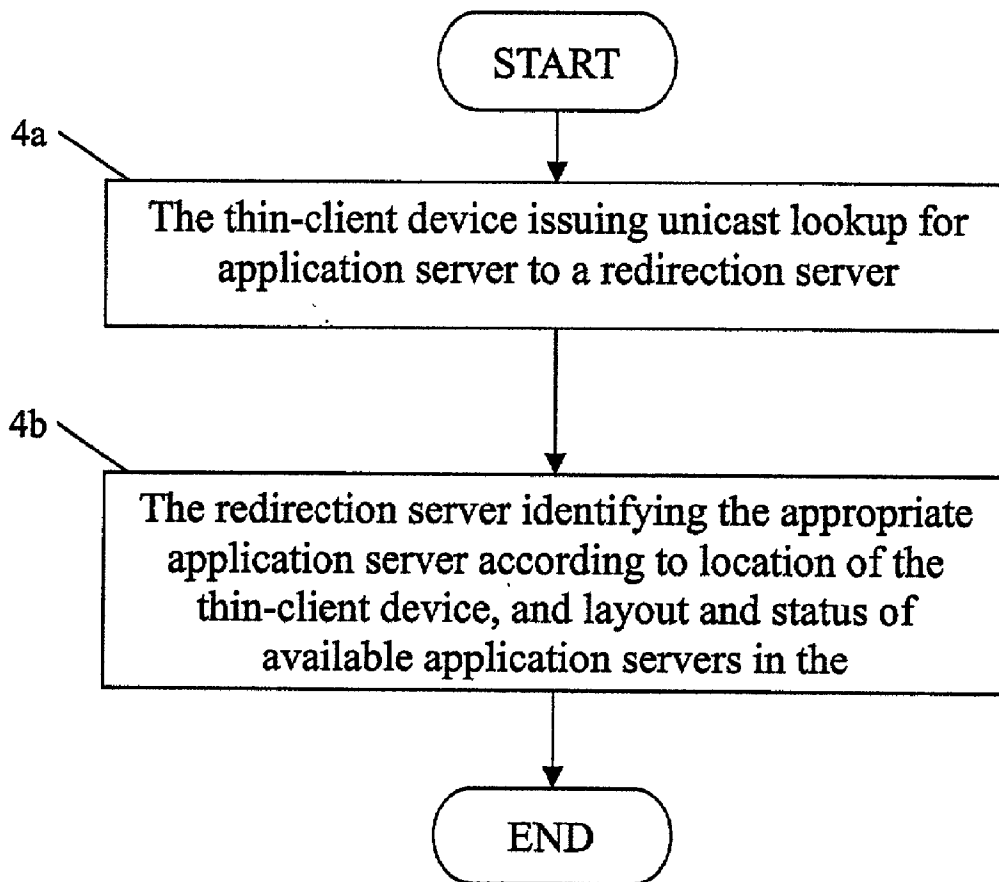 START
4a
The thin-client device issuing unicast lookup for
application server to a redirection server
4b
The redirection server identifying the appropriate
application server according to location of the
thin-client device, and layout and status of
available application servers in the
END